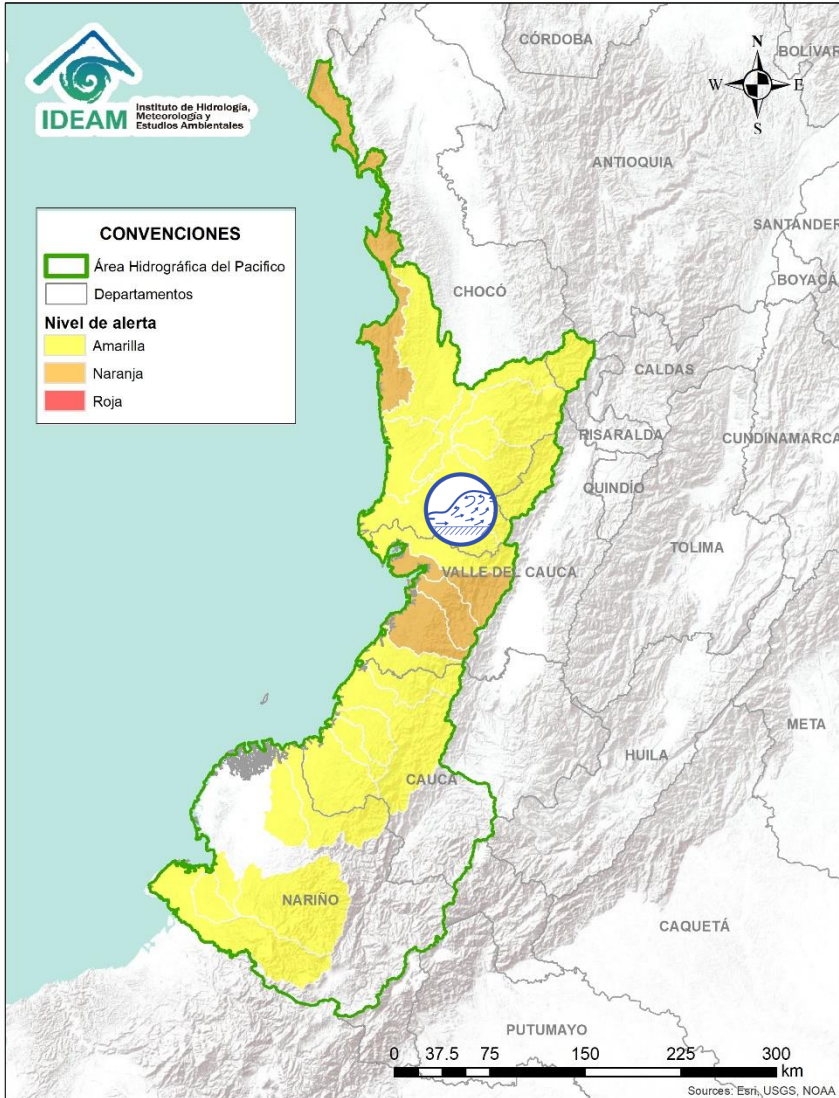 CÓRDOBA
BOLÍVAR
N
W
E
S
IDEAM
Instituto de Hidrología,
Meteorología y
Estudios Ambientales
ANTIOQUIA
SANTANDER
CONVENCIONES
Área Hidrográfica del Pacifico
Departamentos
Nivel de alerta
Amarilla
Naranja
Roja
BOYACÁ
CHOCÓ
CALDAS
RISARALDA
CUNDINAMARCA
QUINDÍO
TOLIMA
VALLE DEL CAUCA
META
HUILA
CAUCA
NARIÑO
CAQUETÁ
PUTUMAYO
0 37.5 75 150 225 300
km
Sources: Esri, USGS, NOAA